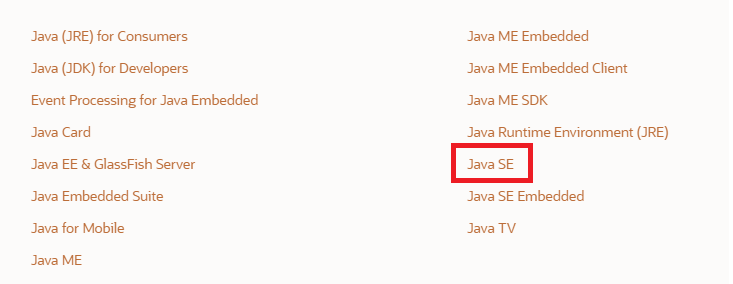 Java (JRE) for Consumers
Java (JDK) for Developers
Event Processing for Java Embedded
Java Card
Java EE & GlassFish Server
Java Embedded Suite
Java for Mobile
Java ME
Java ME Embedded
Java ME Embedded Client
Java ME SDK
Java Runtime Environment (JRE)
Java SE
Java SE Embedded
Java TV